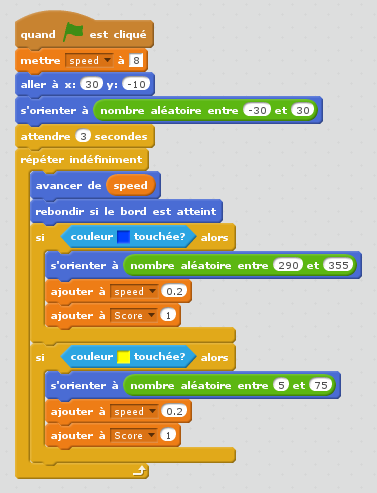 quand est cliqué
mettre speed à 8
aller à x: 30 y: -10
s'orienter à nombre aléatoire entre -30 et 30
attendre 3 secondes
répéter indéfiniment
avancer de speed
rebondir si le bord est atteint
si couleur touchée? alors
s'orienter à nombre aléatoire entre 290 et 355
ajouter à speed 0.2
ajouter à Score 1
si couleur touchée? alors
s'orienter à nombre aléatoire entre 5 et 75
ajouter à speed 0.2
ajouter à Score 1